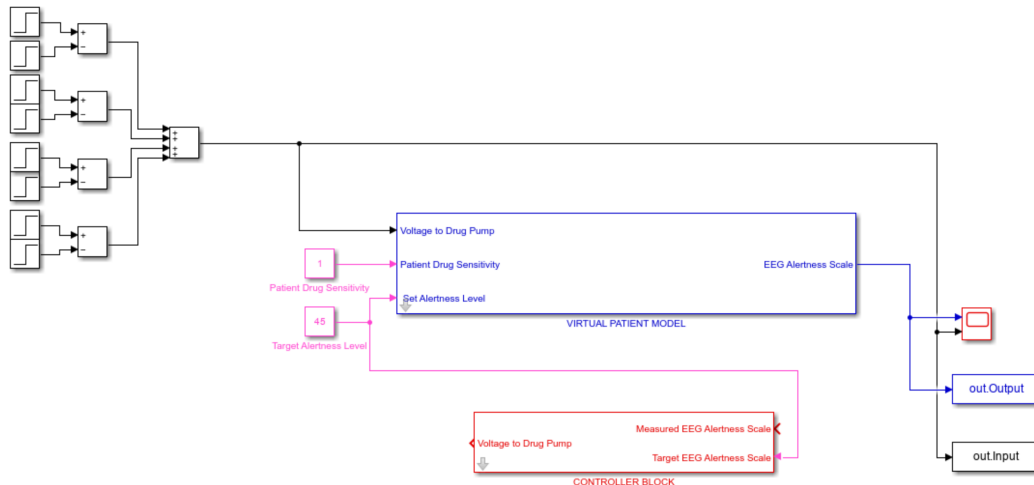 +
−
+
−
+
−
+
−
+
+
+
+
Voltage to Drug Pump
Patient Drug Sensitivity
Set Alertness Level
EEG Alertness Scale
VIRTUAL PATIENT MODEL
1
Patient Drug Sensitivity
45
Target Alertness Level
out.Output
Measured EEG Alertness Scale
Voltage to Drug Pump
Target EEG Alertness Scale
CONTROLLER BLOCK
out.Input